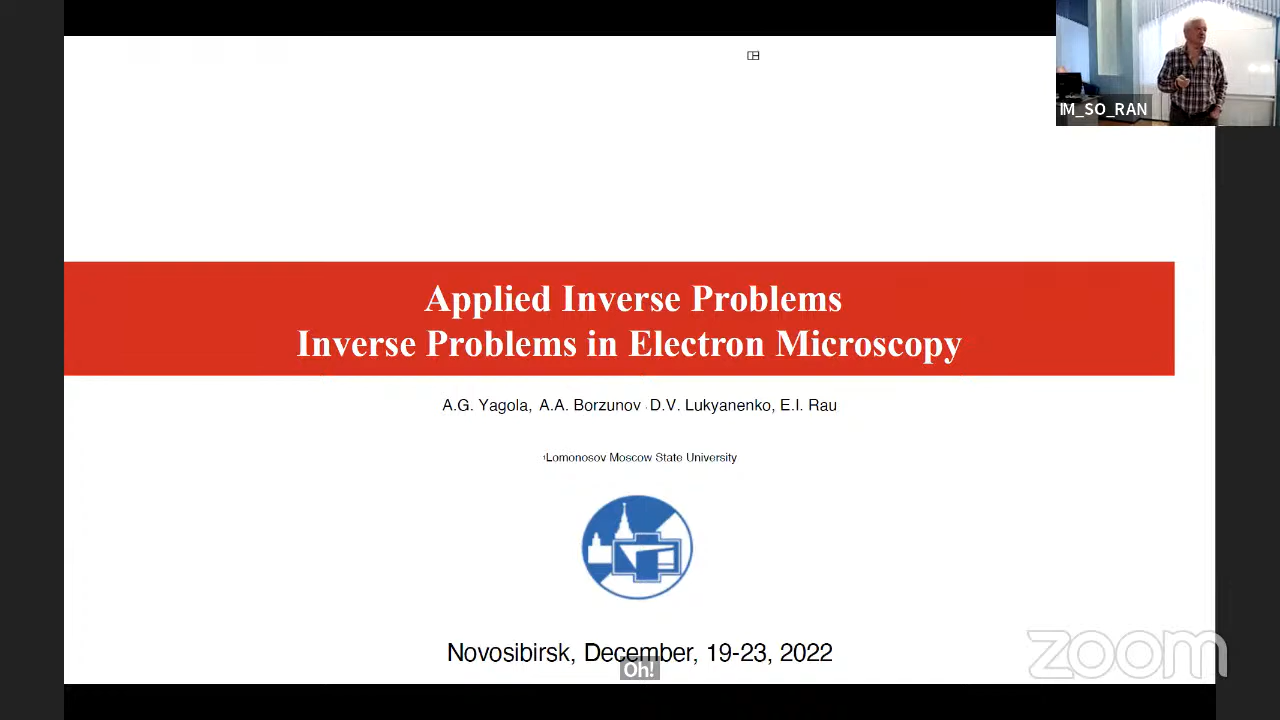 IM_SO_RAN
Applied Inverse Problems
Inverse Problems in Electron Microscopy
A.G. Yagola, A.A. Borzunov , D.V. Lukyanenko, E.I. Rau
¹Lomonosov Moscow State University
Novosibirsk, December, 19-23, 2022
Oh!
zoom